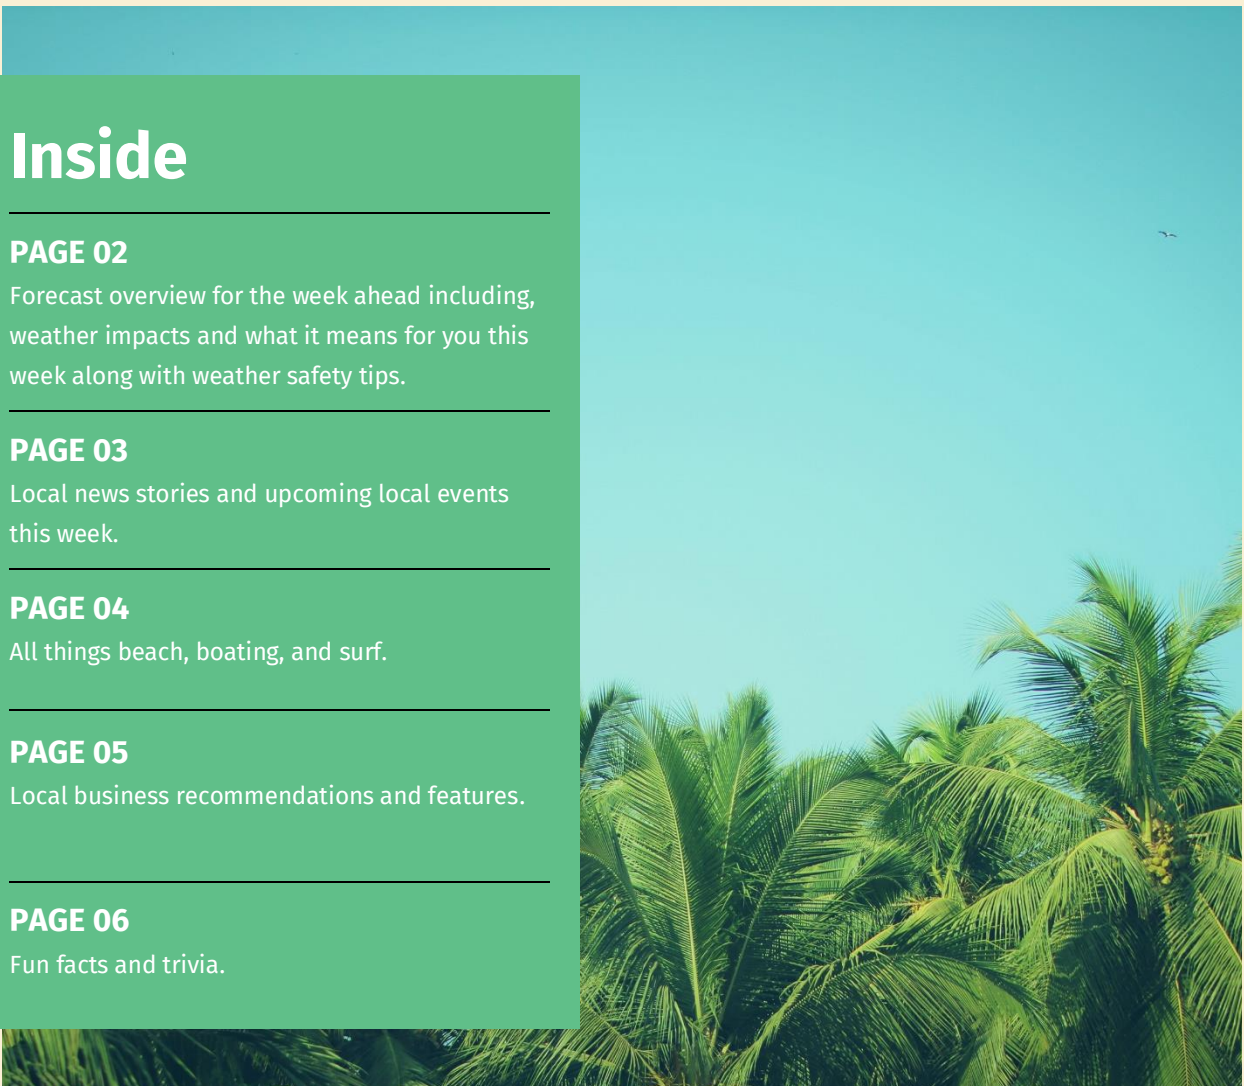 Inside
PAGE 02
Forecast overview for the week ahead including,
weather impacts and what it means for you this
week along with weather safety tips.
PAGE 03
Local news stories and upcoming local events
this week.
PAGE 04
All things beach, boating, and surf.
PAGE 05
Local business recommendations and features.
PAGE 06
Fun facts and trivia.